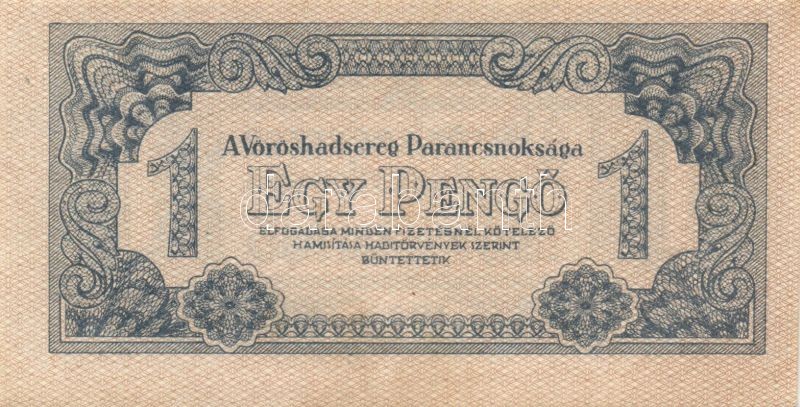 A Vöröshadsereg Parancsnoksága
1 EGY PENGŐ 1
ELFOGADÁSA MINDEN FIZETÉSNÉL KÖTELEZŐ
HAMISÍTÁSA HADITÖRVÉNYEK SZERINT
BÜNTETTETIK